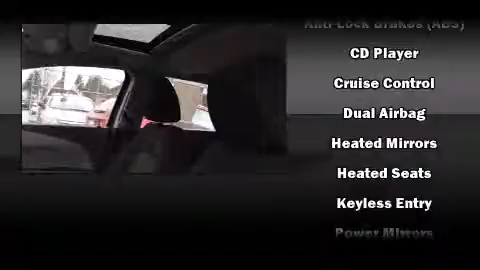 Anti-Lock Brakes (ABS)
CD Player
Cruise Control
Dual Airbag
Heated Mirrors
Heated Seats
Keyless Entry
Power Mirrors